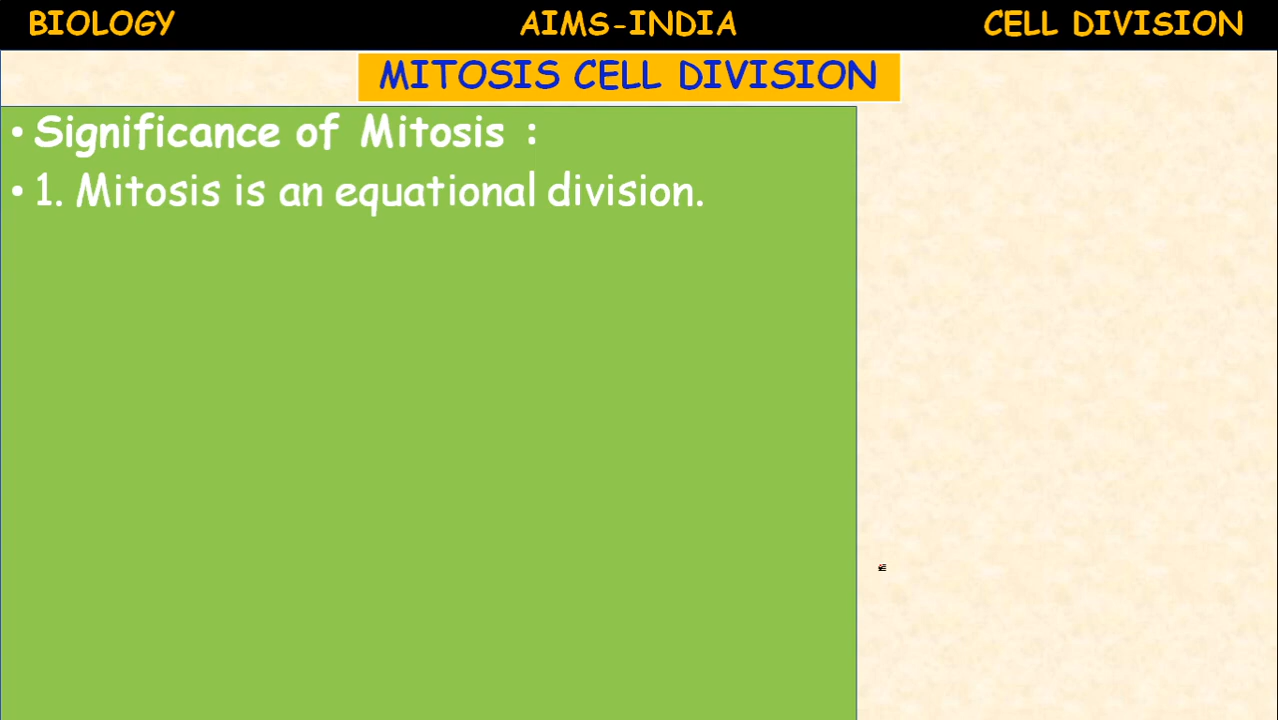 BIOLOGY AIMS-INDIA CELL DIVISION
MITOSIS CELL DIVISION
• Significance of Mitosis :
• 1. Mitosis is an equational division.